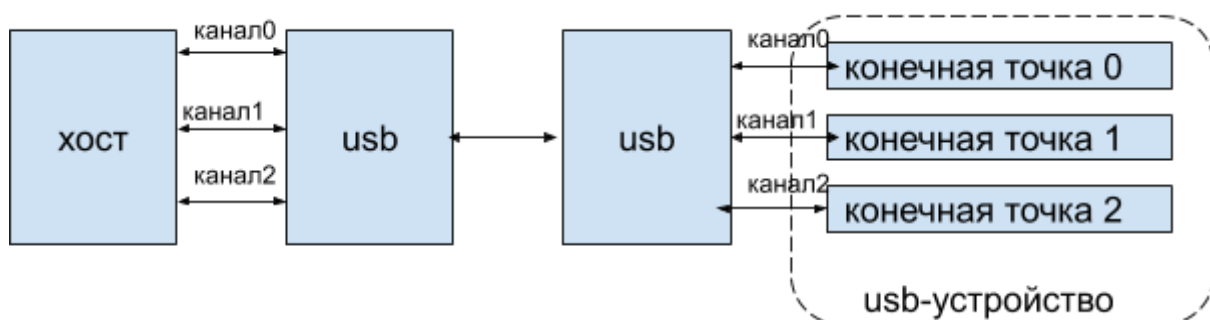 канал0
канал1
канал2
хост
usb
usb
канал0
канал1
канал2
конечная точка 0
конечная точка 1
конечная точка 2
usb-устройство